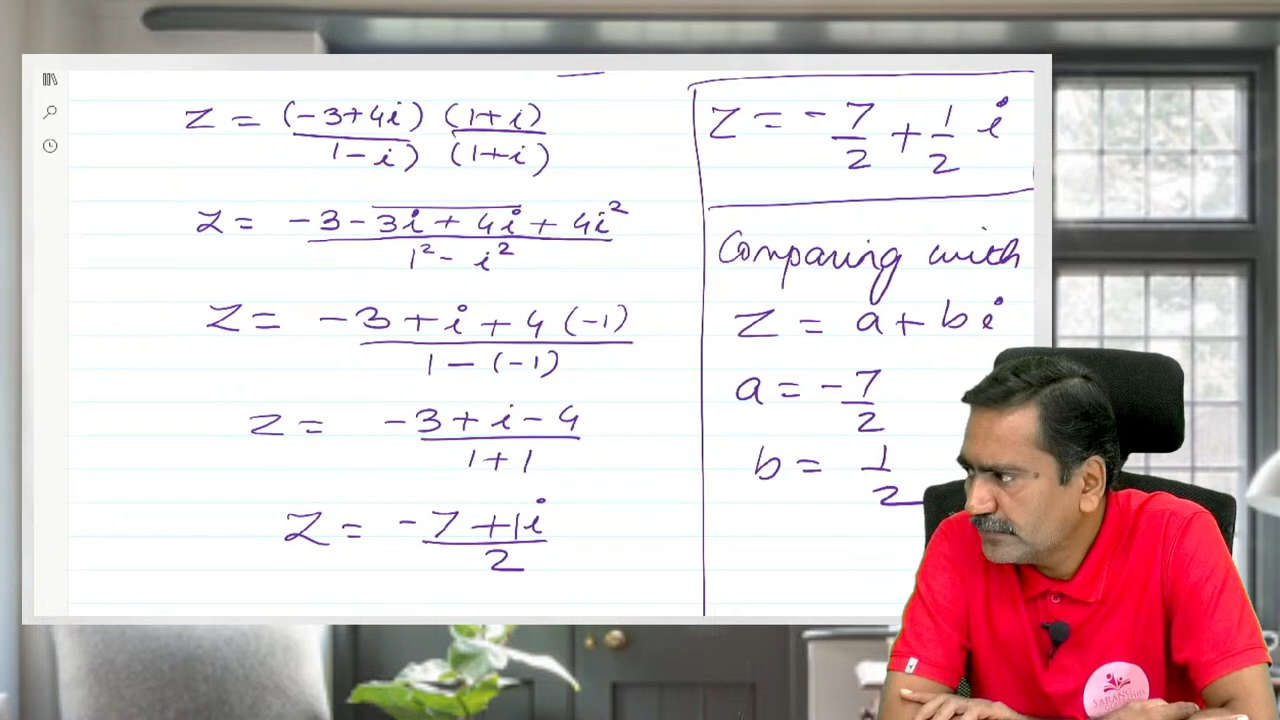 Z = (-3+4i) (1+i)
1-i) (1+i)
Z = -3-3i+4i+4i²
1²-i²
Z = -3+i+4(-1)
1-(-1)
Z = -3+i-4
1+1
Z = -7+1i
2
Z = -7/2 + 1/2 i
Comparing with
Z = a+bi
a = -7/2
b = 1/2